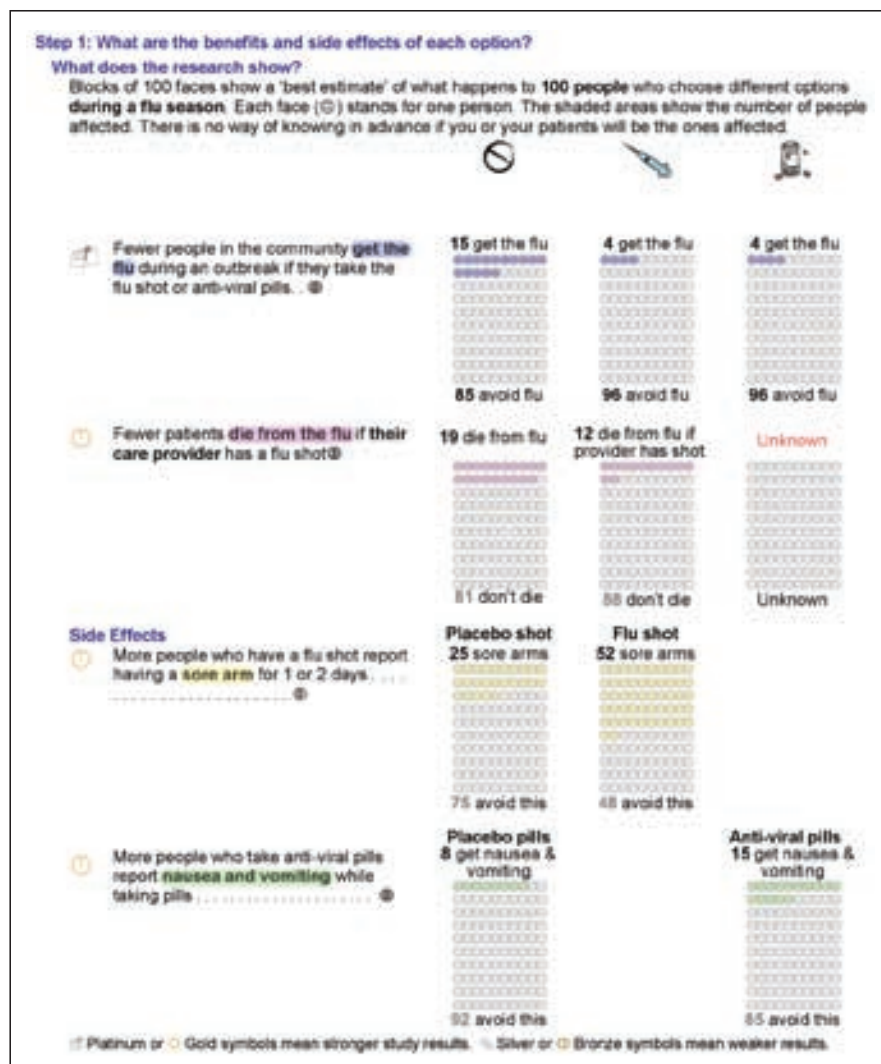 Step 1: What are the benefits and side effects of each option?
What does the research show?
Blocks of 100 faces show a 'best estimate' of what happens to 100 people who choose different options
during a flu season. Each face (☺) stands for one person. The shaded areas show the number of people
affected. There is no way of knowing in advance if you or your patients will be the ones affected.
Fewer people in the community get the
flu during an outbreak if they take the
flu shot or anti-viral pills. .
15 get the flu
85 avoid flu
4 get the flu
96 avoid flu
4 get the flu
96 avoid flu
Fewer patients die from the flu if their
care provider has a flu shot
19 die from flu
81 don't die
12 die from flu if
provider has shot
88 don't die
Unknown
Unknown
Side Effects
More people who have a flu shot report
having a sore arm for 1 or 2 days . . . .
Placebo shot
25 sore arms
75 avoid this
Flu shot
52 sore arms
48 avoid this
More people who take anti-viral pills
report nausea and vomiting while
taking pills . . . . . . . . . . . . . . . . . . . . .
Placebo pills
8 get nausea &
vomiting
92 avoid this
Anti-viral pills
15 get nausea &
vomiting
85 avoid this
Platinum or Gold symbols mean stronger study results. Silver or Bronze symbols mean weaker results.